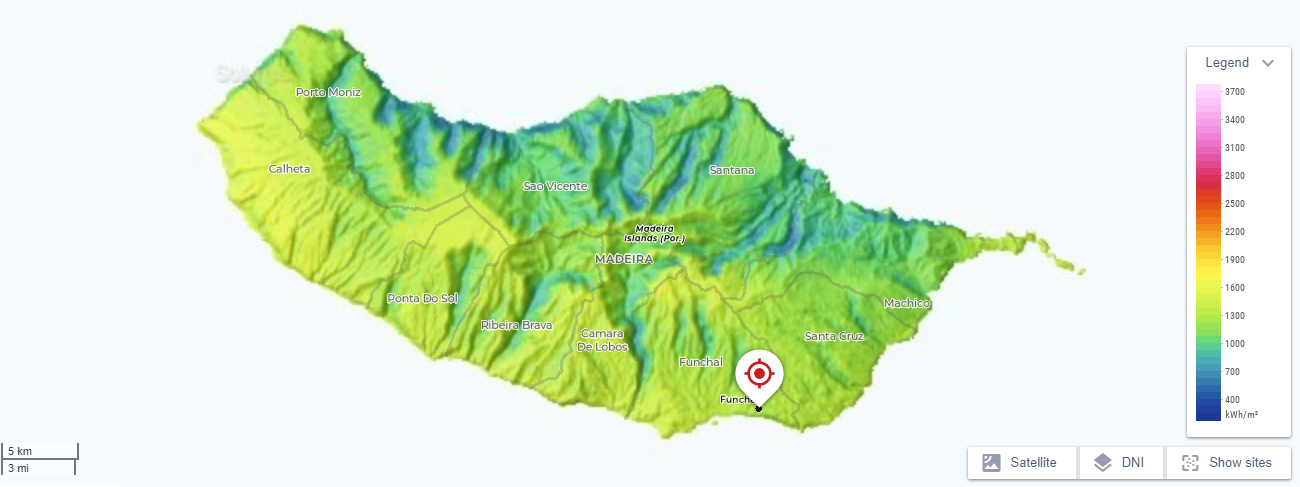 Porto Moniz
Calheta
Sao Vicente
Santana
Madeira
Islands (Por.)
MADEIRA
Ponta Do Sol
Ribeira Brava
Camara
De Lobos
Machico
Santa Cruz
Funchal
Legend
3700
3400
3100
2800
2500
2200
1900
1600
1300
1000
700
400
kWh/m²
5 km
3 mi
Satellite
DNI
Show sites